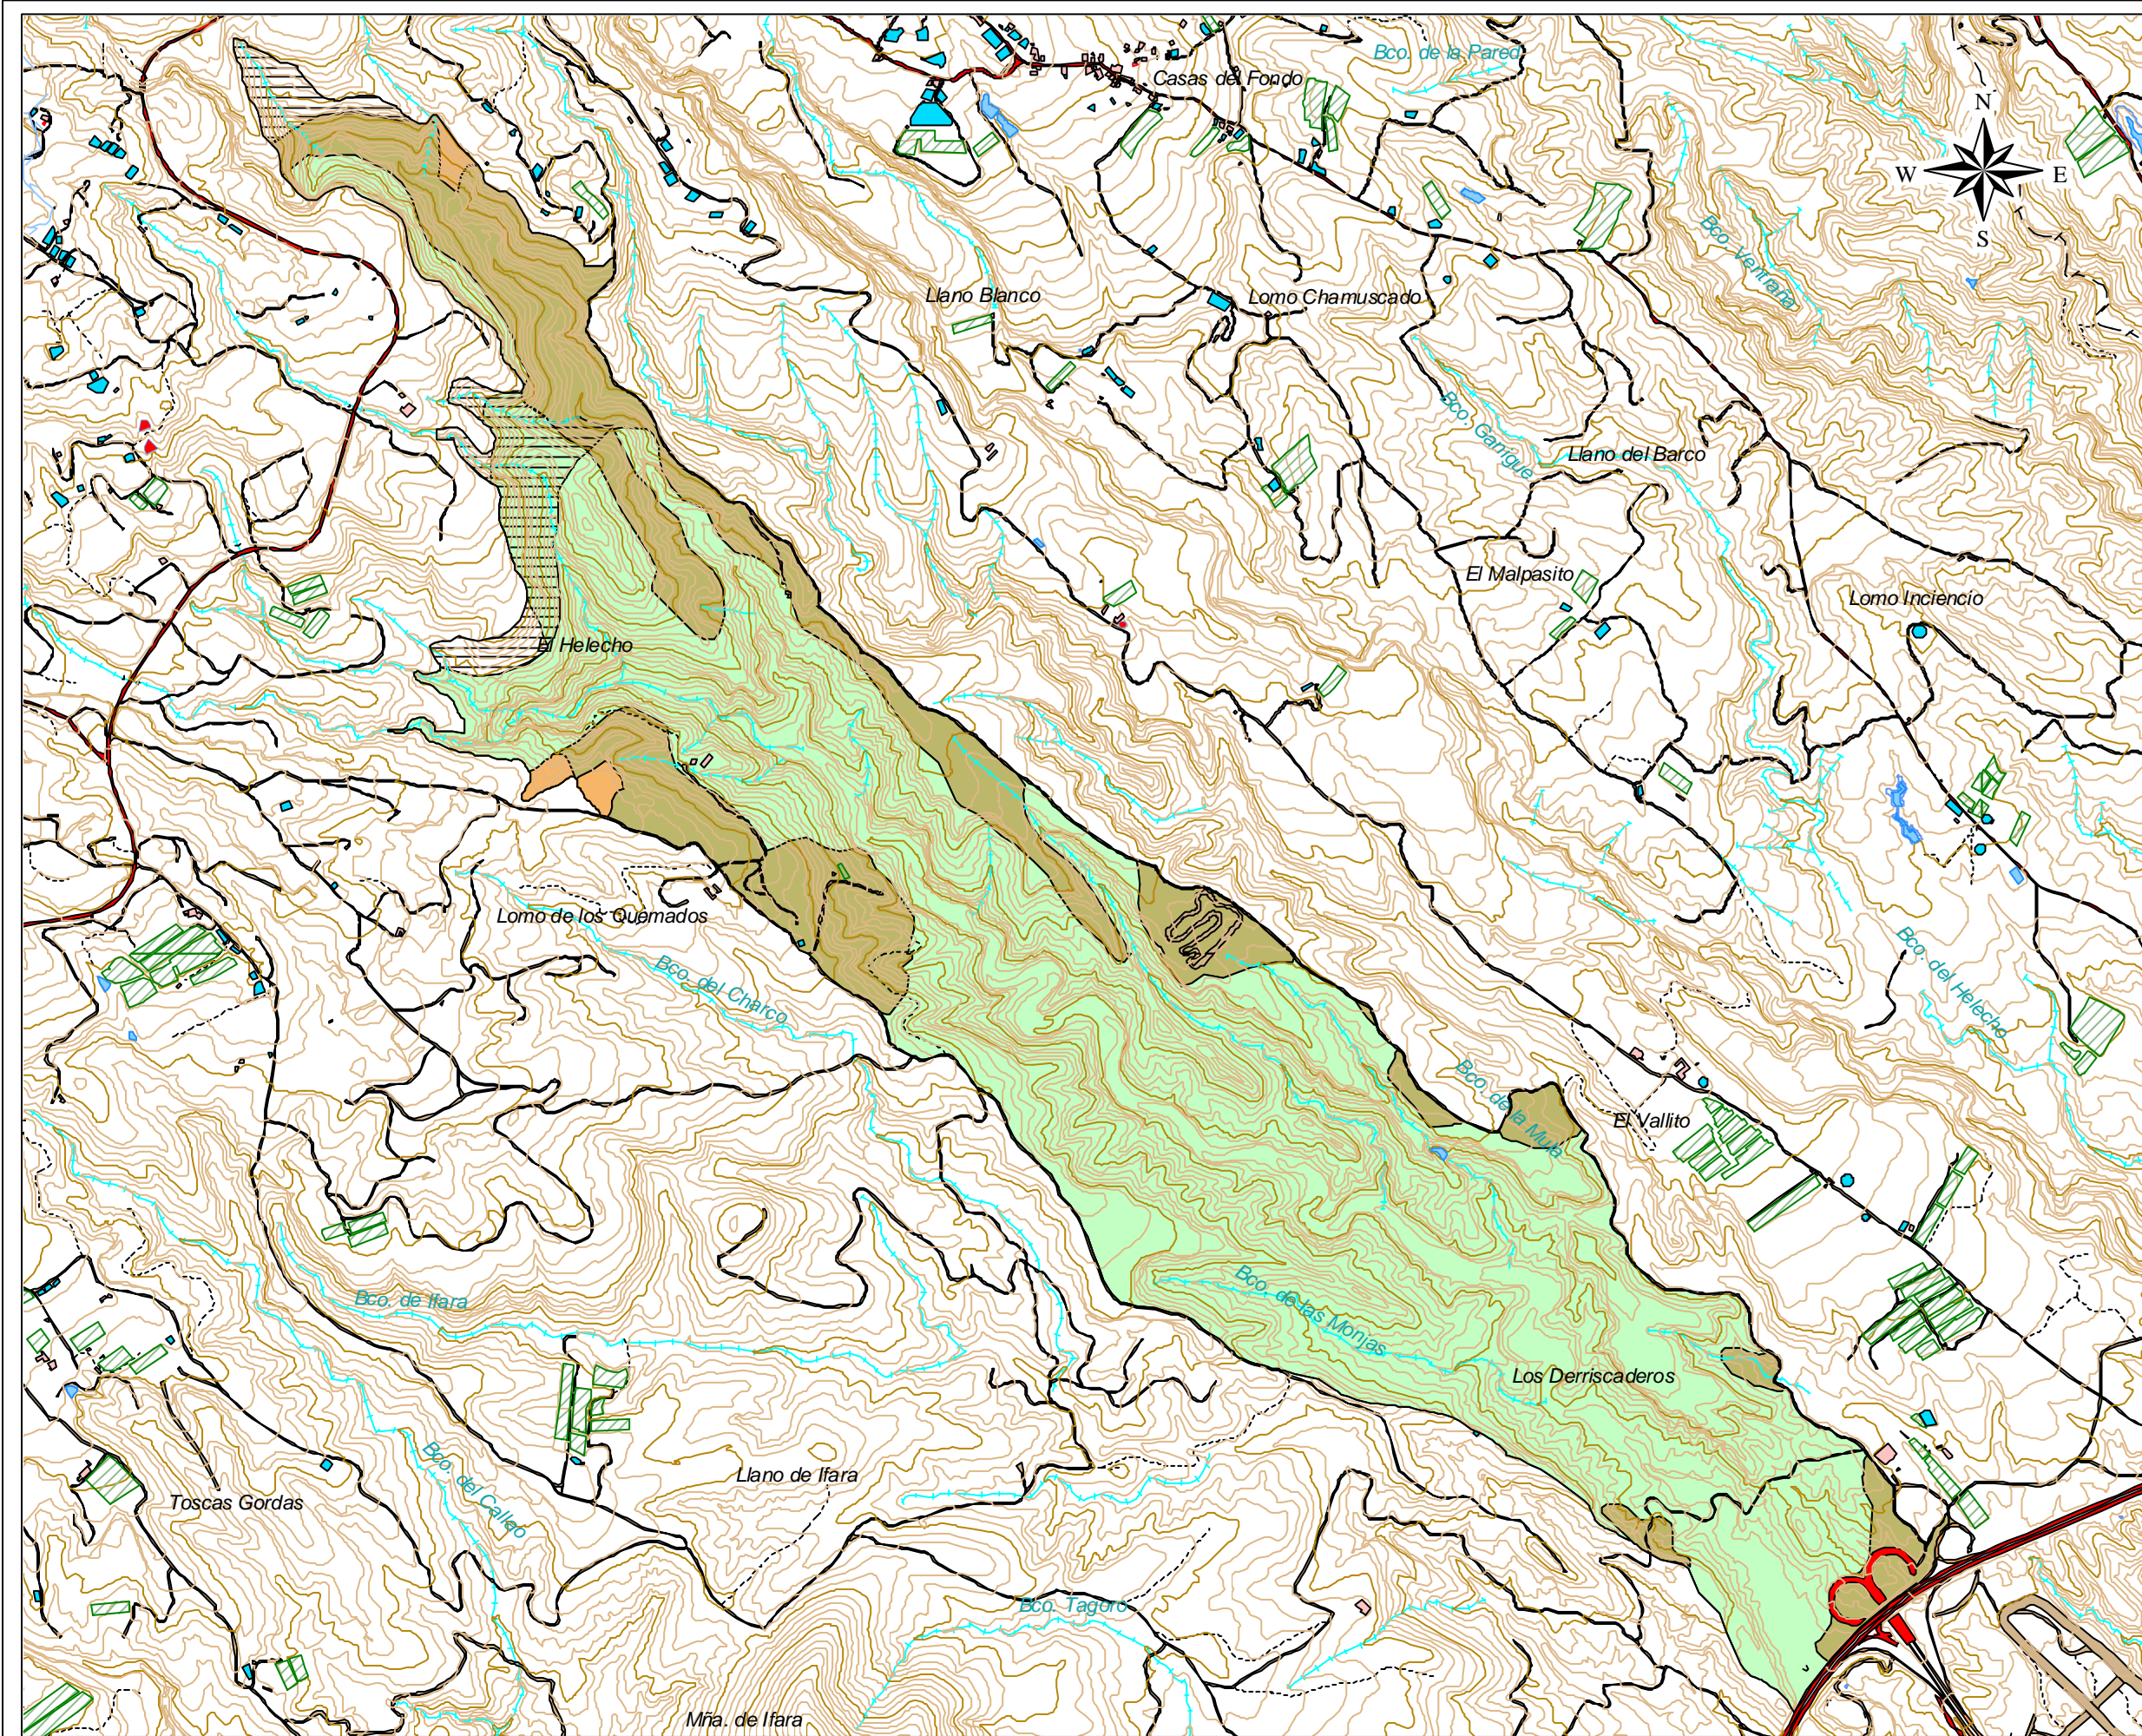 Bco. de la Pared
Casas del Fondo
N
W
E
S
Bco. Ventraña
Llano Blanco
Lomo Chamuscado
Bco. Garrigue
Llano del Barco
El Malpasito
Lomo Inciencio
El Helecho
Lomo de los Quemados
Bco. del Charco
Bco. del Helecho
Bco. de la Mula
El Vallito
Bco. de Ifara
Bco. de las Monjas
Los Derriscaderos
Llano de Ifara
Bco. del Callao
Toscas Gordas
Bco. Tagoro
Mña. de Ifara